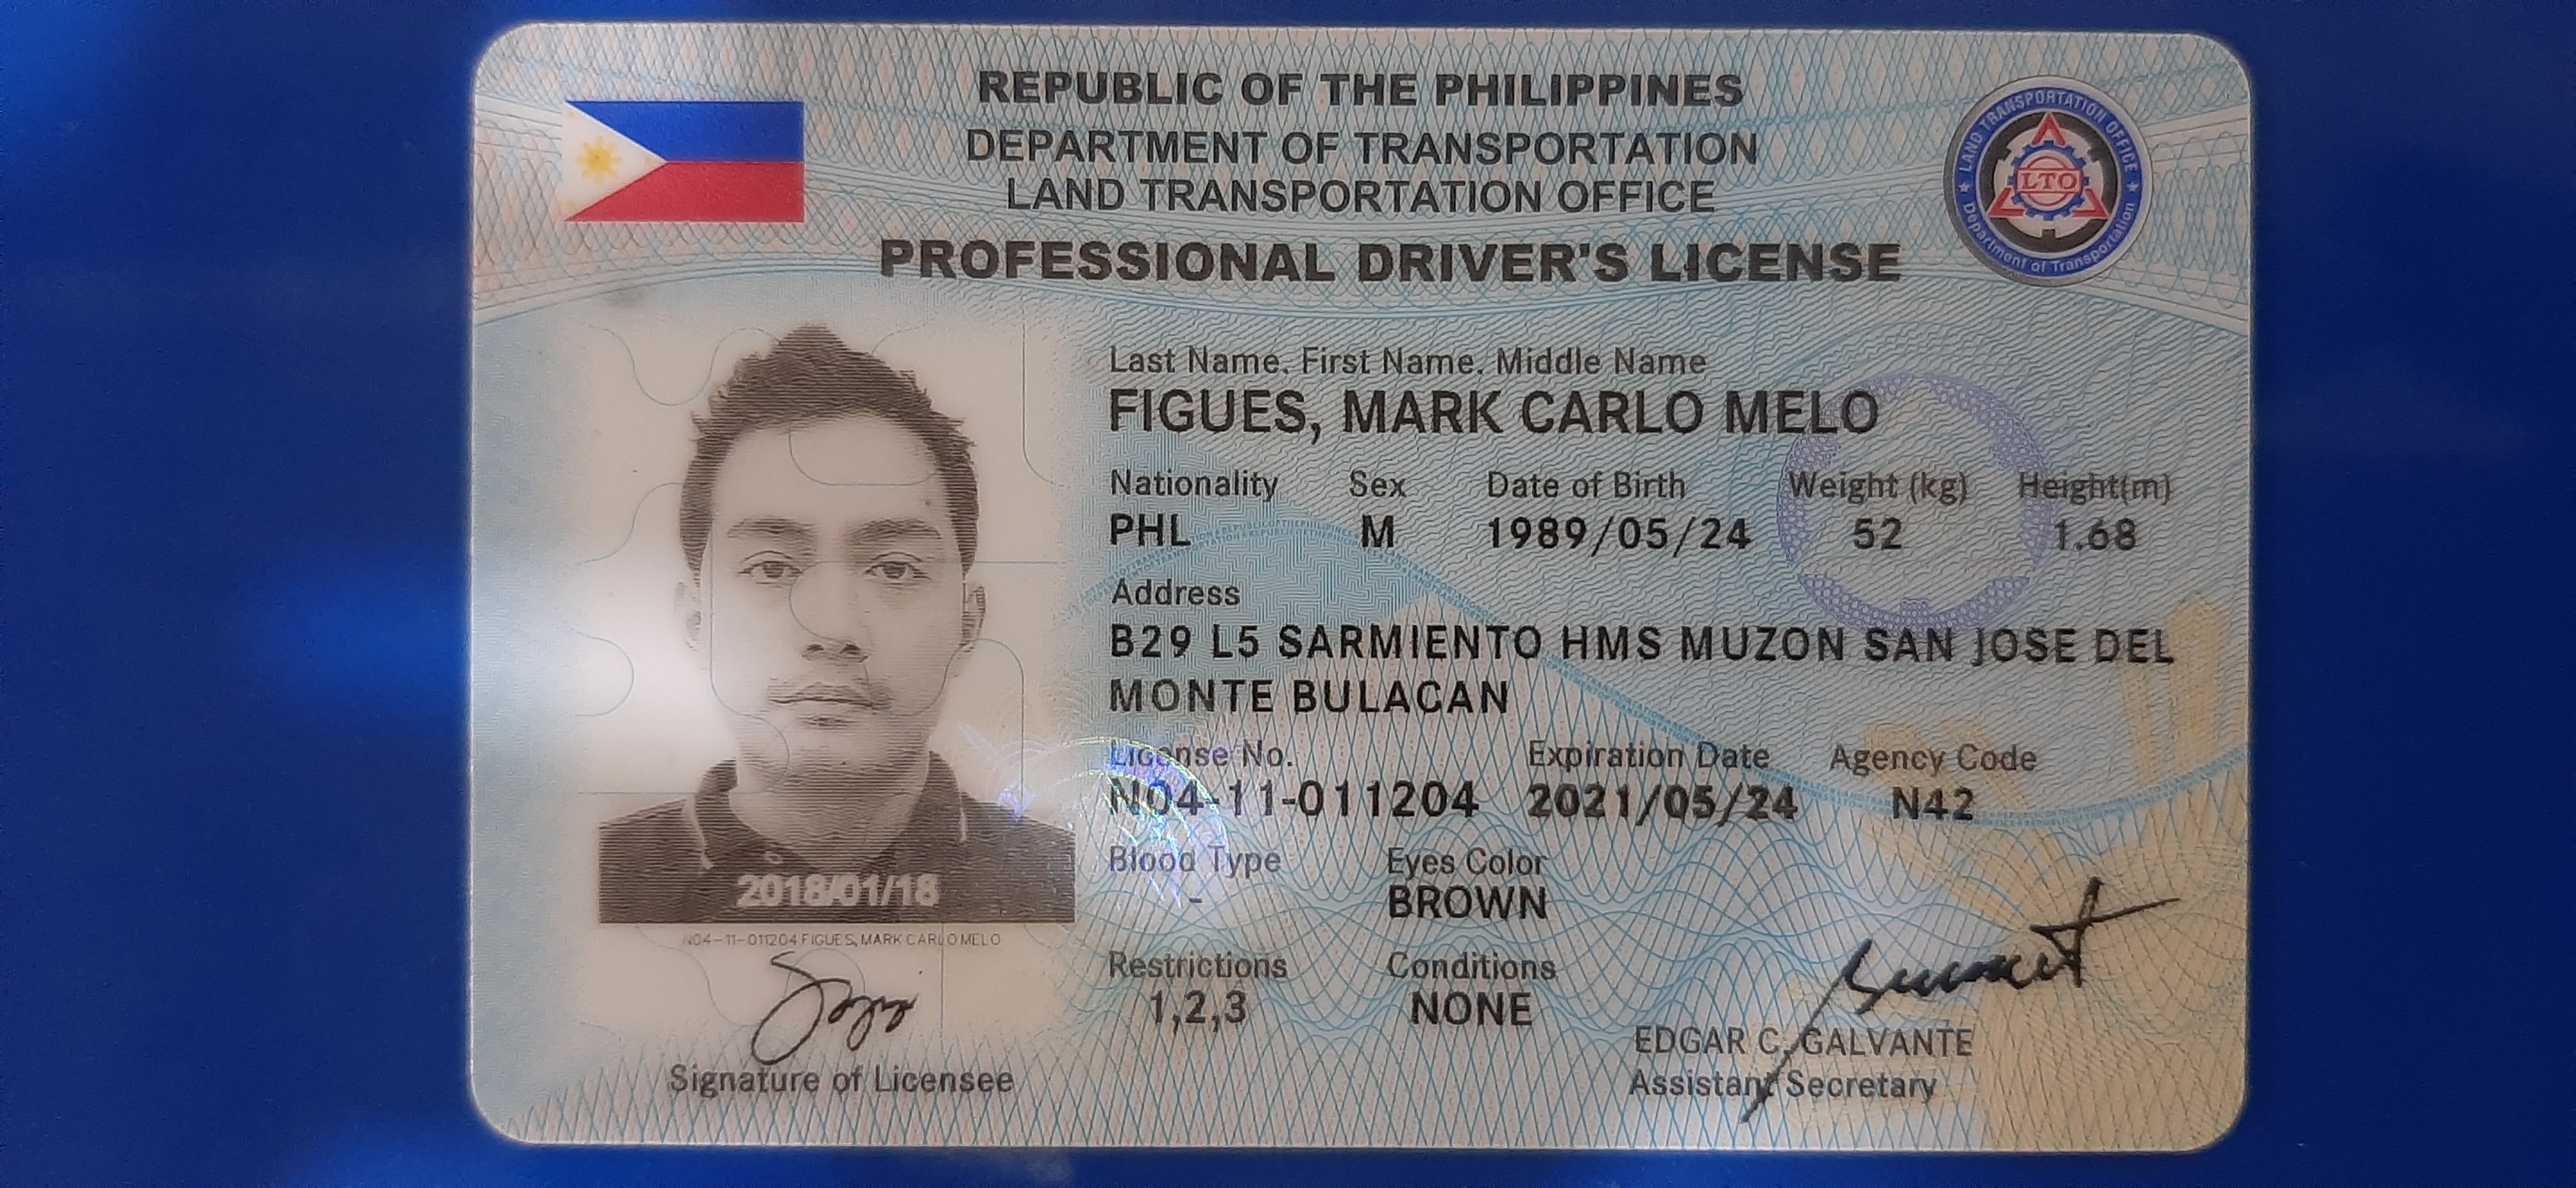 REPUBLIC OF THE PHILIPPINES
DEPARTMENT OF TRANSPORTATION
LAND TRANSPORTATION OFFICE
PROFESSIONAL DRIVER'S LICENSE
LAND TRANSPORTATION OFFICE
LTO
Department of Transportation
Last Name, First Name, Middle Name
FIGUES, MARK CARLO MELO
Nationality Sex Date of Birth Weight (kg) Height(m)
PHL M 1989/05/24 52 1.68
Address
B29 L5 SARMIENTO HMS MUZON SAN JOSE DEL
MONTE BULACAN
License No. Expiration Date Agency Code
N04-11-011204 2021/05/24 N42
Blood Type Eyes Color
- BROWN
Restrictions Conditions
1,2,3 NONE
2018/01/18
N04-11-011204 FIGUES, MARK CARLO MELO
Signature of Licensee
EDGAR C. GALVANTE
Assistant Secretary